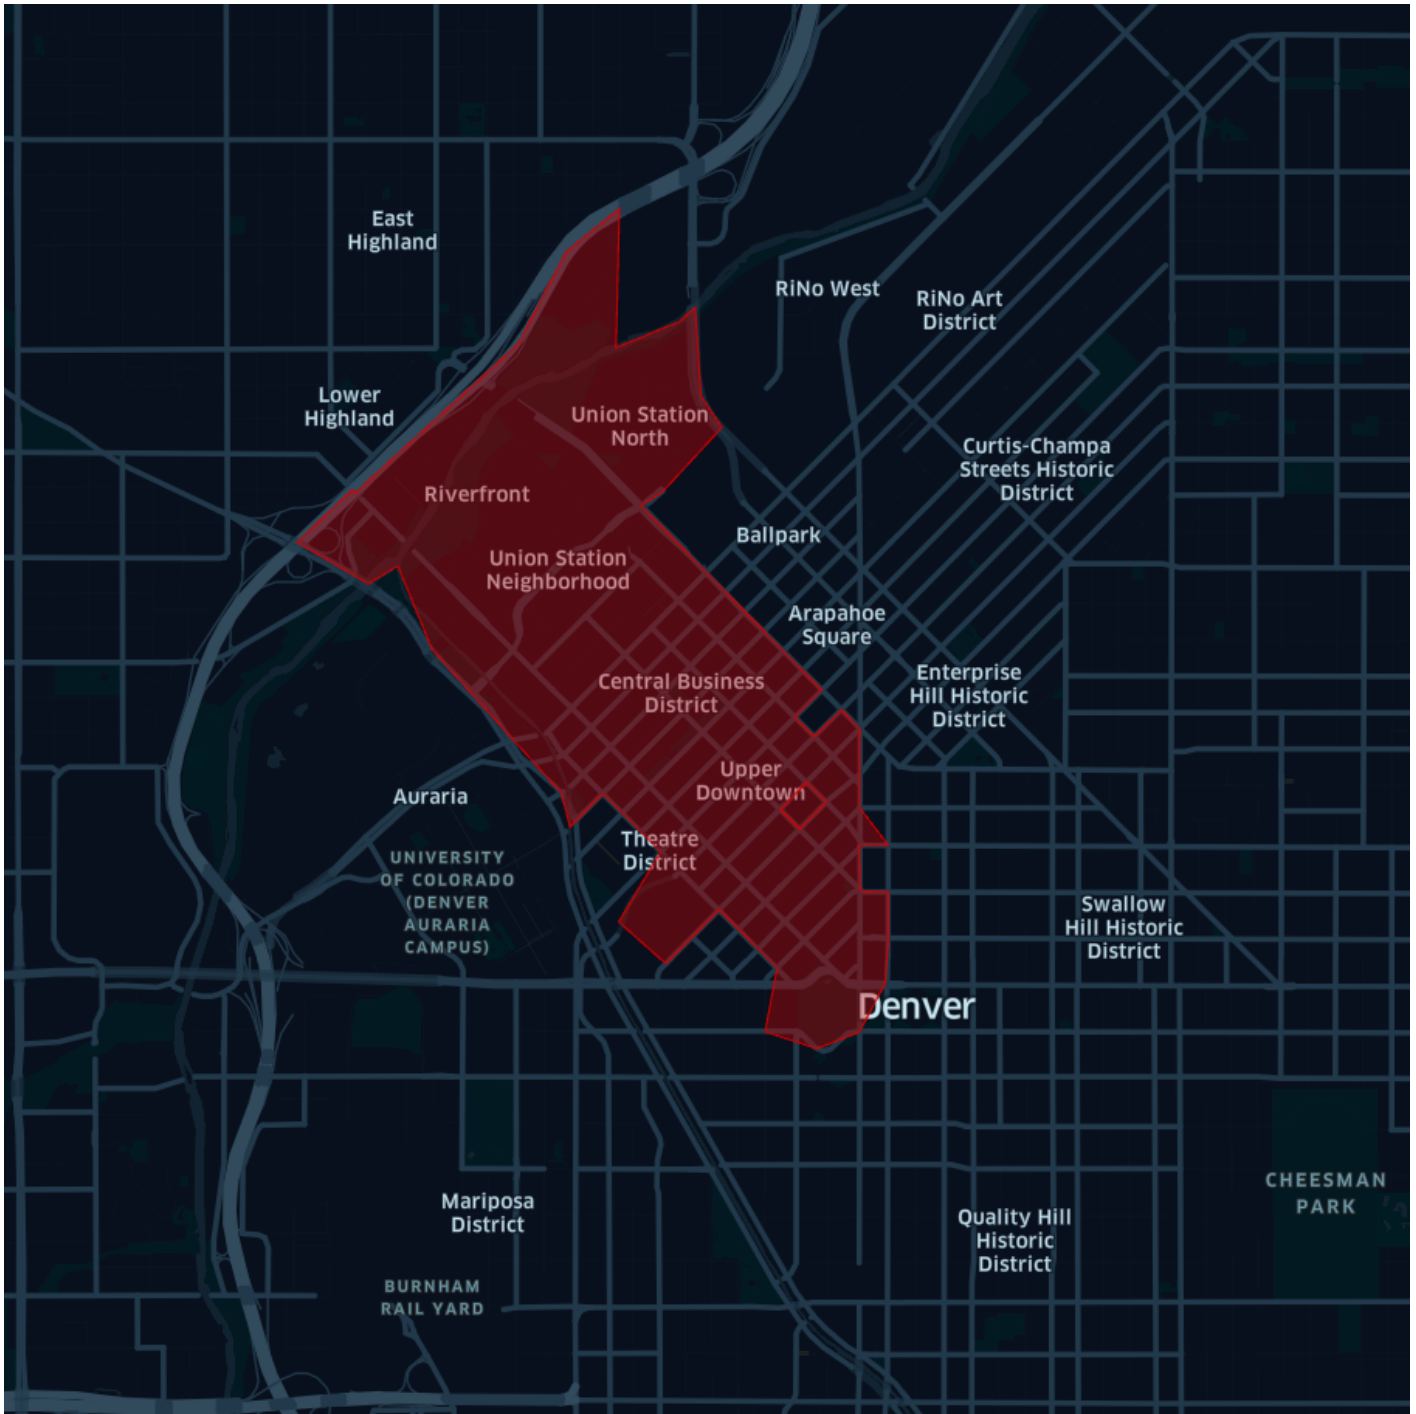 East
Highland
RiNo West
RiNo Art
District
Lower
Highland
Union Station
North
Curtis-Champa
Streets Historic
District
Riverfront
Ballpark
Union Station
Neighborhood
Arapahoe
Square
Enterprise
Hill Historic
District
Central Business
District
Upper
Downtown
Auraria
Theatre
District
UNIVERSITY
OF COLORADO
(DENVER
AURARIA
CAMPUS)
Swallow
Hill Historic
District
Denver
Mariposa
District
CHEESMAN
PARK
Quality Hill
Historic
District
BURNHAM
RAIL YARD